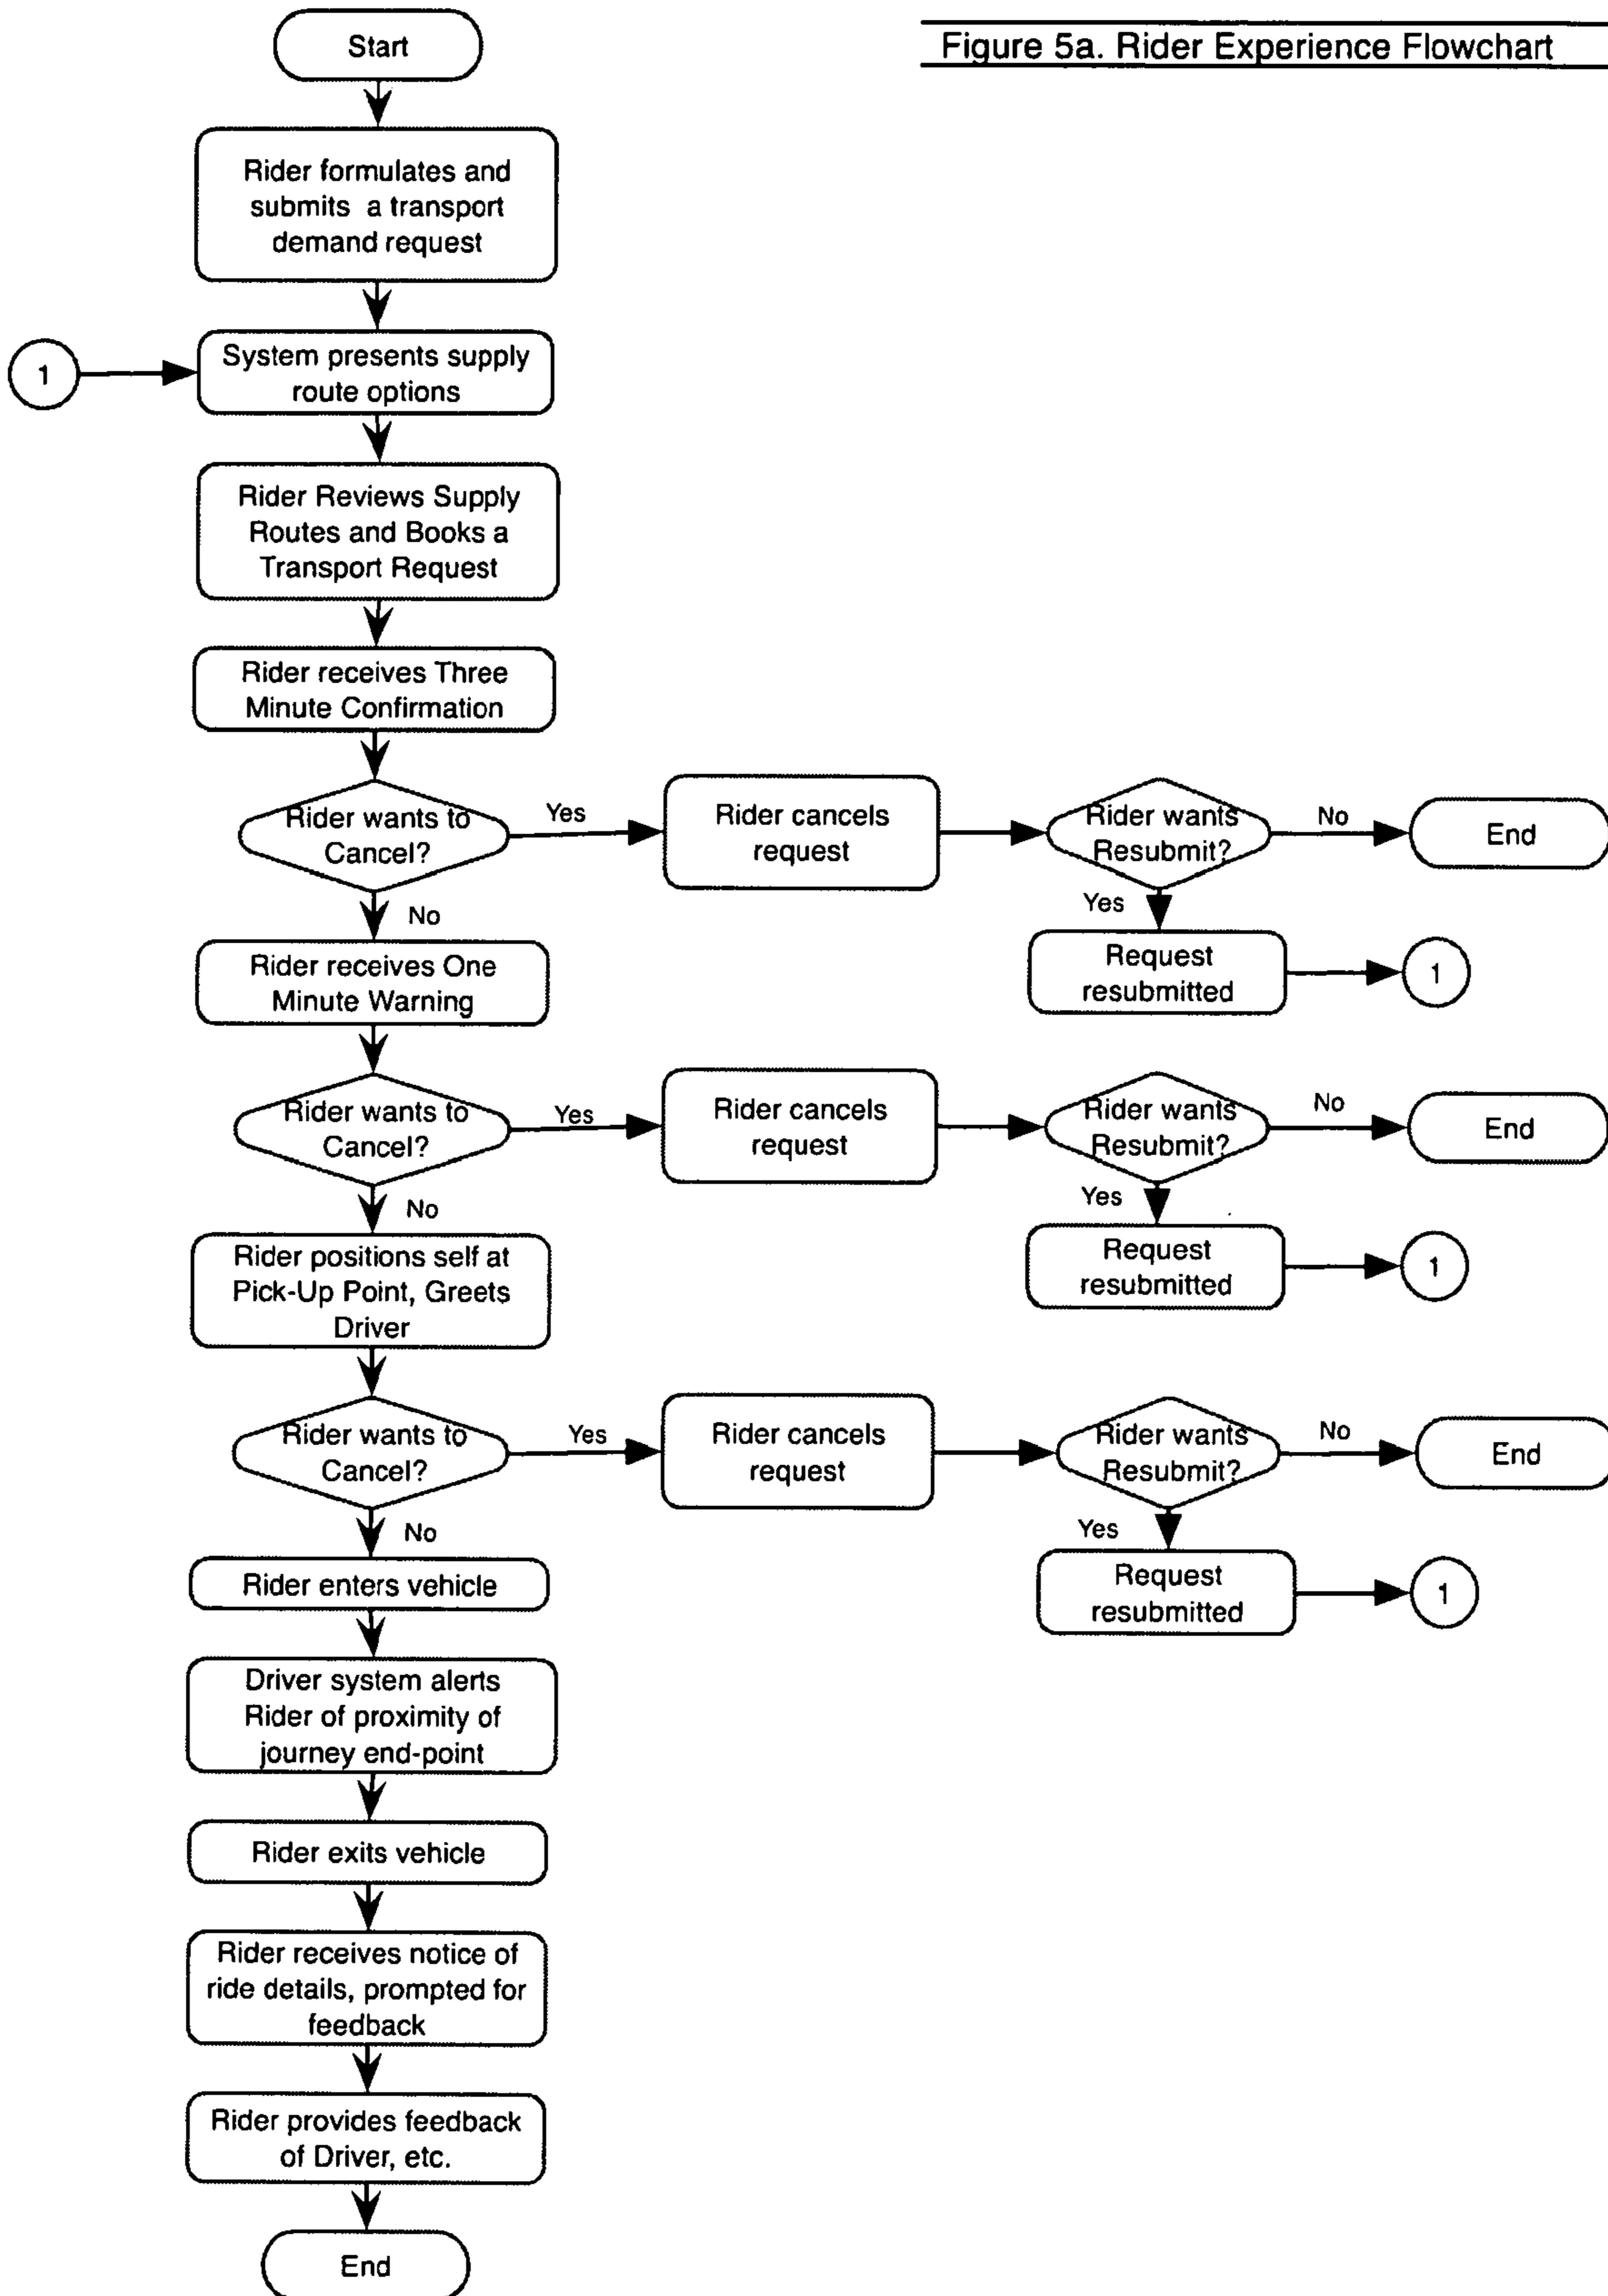 Start
Figure 5a. Rider Experience Flowchart
Rider formulates and
submits a transport
demand request
1
System presents supply
route options
Rider Reviews Supply
Routes and Books a
Transport Request
Rider receives Three
Minute Confirmation
Rider wants to
Cancel?
Yes
Rider cancels
request
Rider wants
Resubmit?
No
End
No
Yes
Rider receives One
Minute Warning
Request
resubmitted
1
Rider wants to
Cancel?
Yes
Rider cancels
request
Rider wants
Resubmit?
No
End
No
Yes
Rider positions self at
Pick-Up Point, Greets
Driver
Request
resubmitted
1
Rider wants to
Cancel?
Yes
Rider cancels
request
Rider wants
Resubmit?
No
End
No
Yes
Rider enters vehicle
Request
resubmitted
1
Driver system alerts
Rider of proximity of
journey end-point
Rider exits vehicle
Rider receives notice of
ride details, prompted for
feedback
Rider provides feedback
of Driver, etc.
End